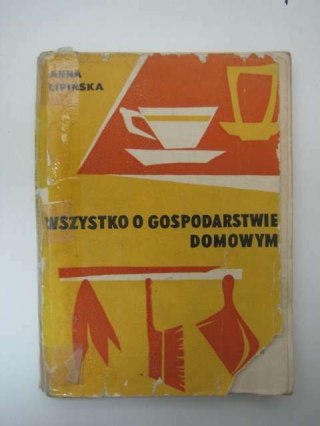 ANNA
LIPIŃSKA
WSZYSTKO O GOSPODARSTWIE
DOMOWYM